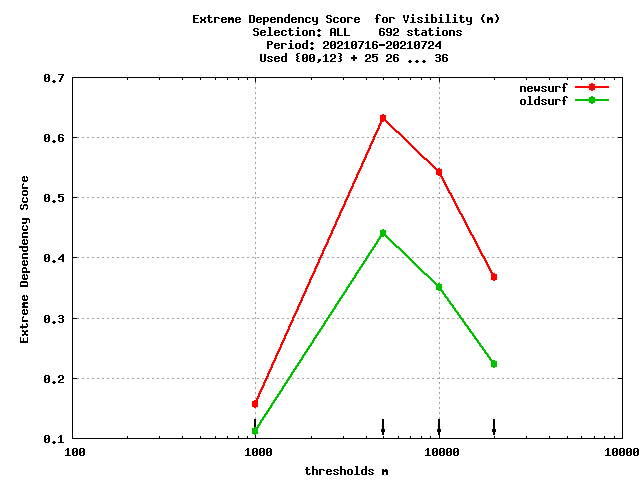 Extreme Dependency Score  for Visibility (m)
Selection: ALL    692 stations
Period: 20210716-20210724
Used {00,12} + 25 26 ... 36
newsurf
oldsurf
Extreme Dependency Score
0.7
0.6
0.5
0.4
0.3
0.2
0.1
100
1000
10000
10000
thresholds m